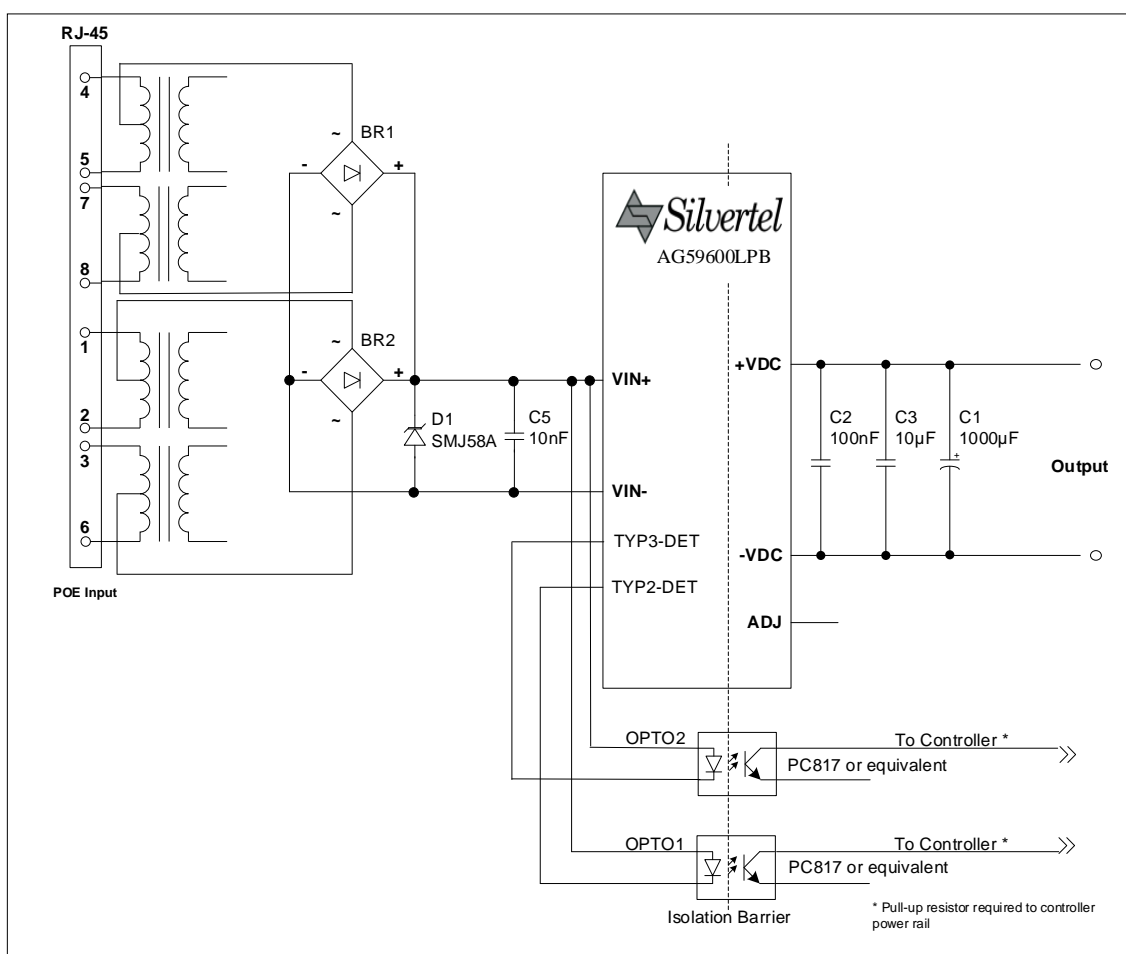 RJ-45
4
5
7
8
1
2
3
6
POE Input
~
BR1
-
+
~
~
BR2
-
+
~
D1
SMJ58A
C5
10nF
Silvertel
AG59600LPB
VIN+
VIN-
TYP3-DET
TYP2-DET
+VDC
-VDC
ADJ
C2
100nF
C3
10µF
C1
1000µF
+
Output
OPTO2
To Controller *
PC817 or equivalent
OPTO1
To Controller *
PC817 or equivalent
Isolation Barrier
* Pull-up resistor required to controller
power rail